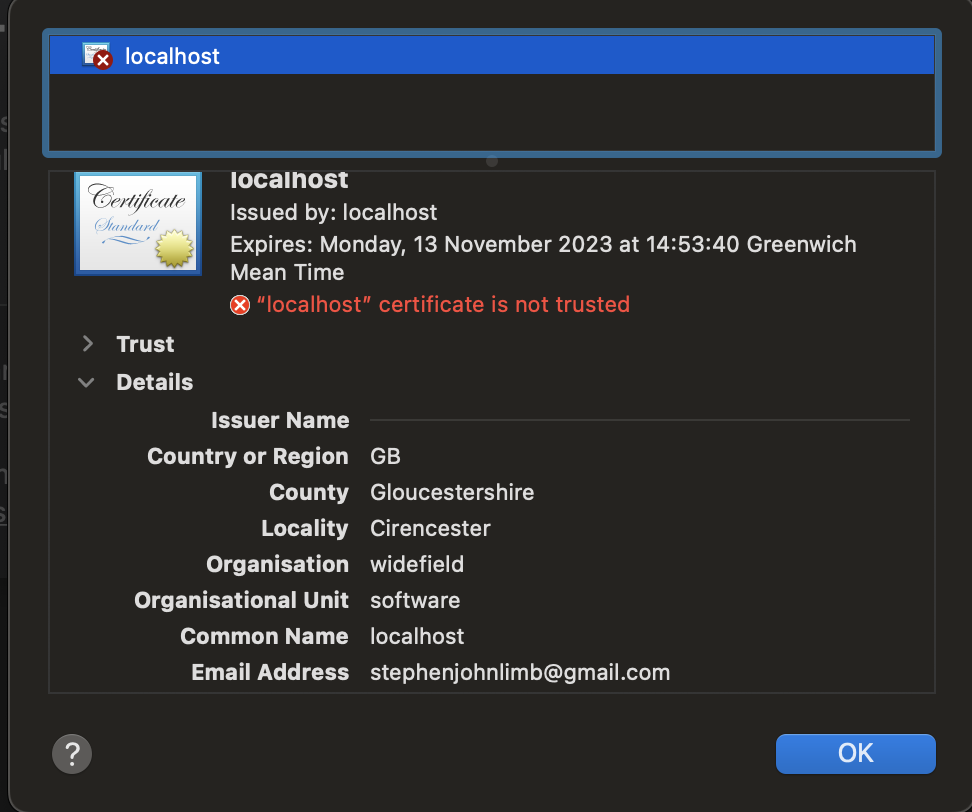 localhost
Certificate
Standard
localhost
Issued by: localhost
Expires: Monday, 13 November 2023 at 14:53:40 Greenwich
Mean Time
“localhost” certificate is not trusted
Trust
Details
Issuer Name
Country or Region GB
County Gloucestershire
Locality Cirencester
Organisation widefield
Organisational Unit software
Common Name localhost
Email Address stephenjohnlimb@gmail.com
? OK